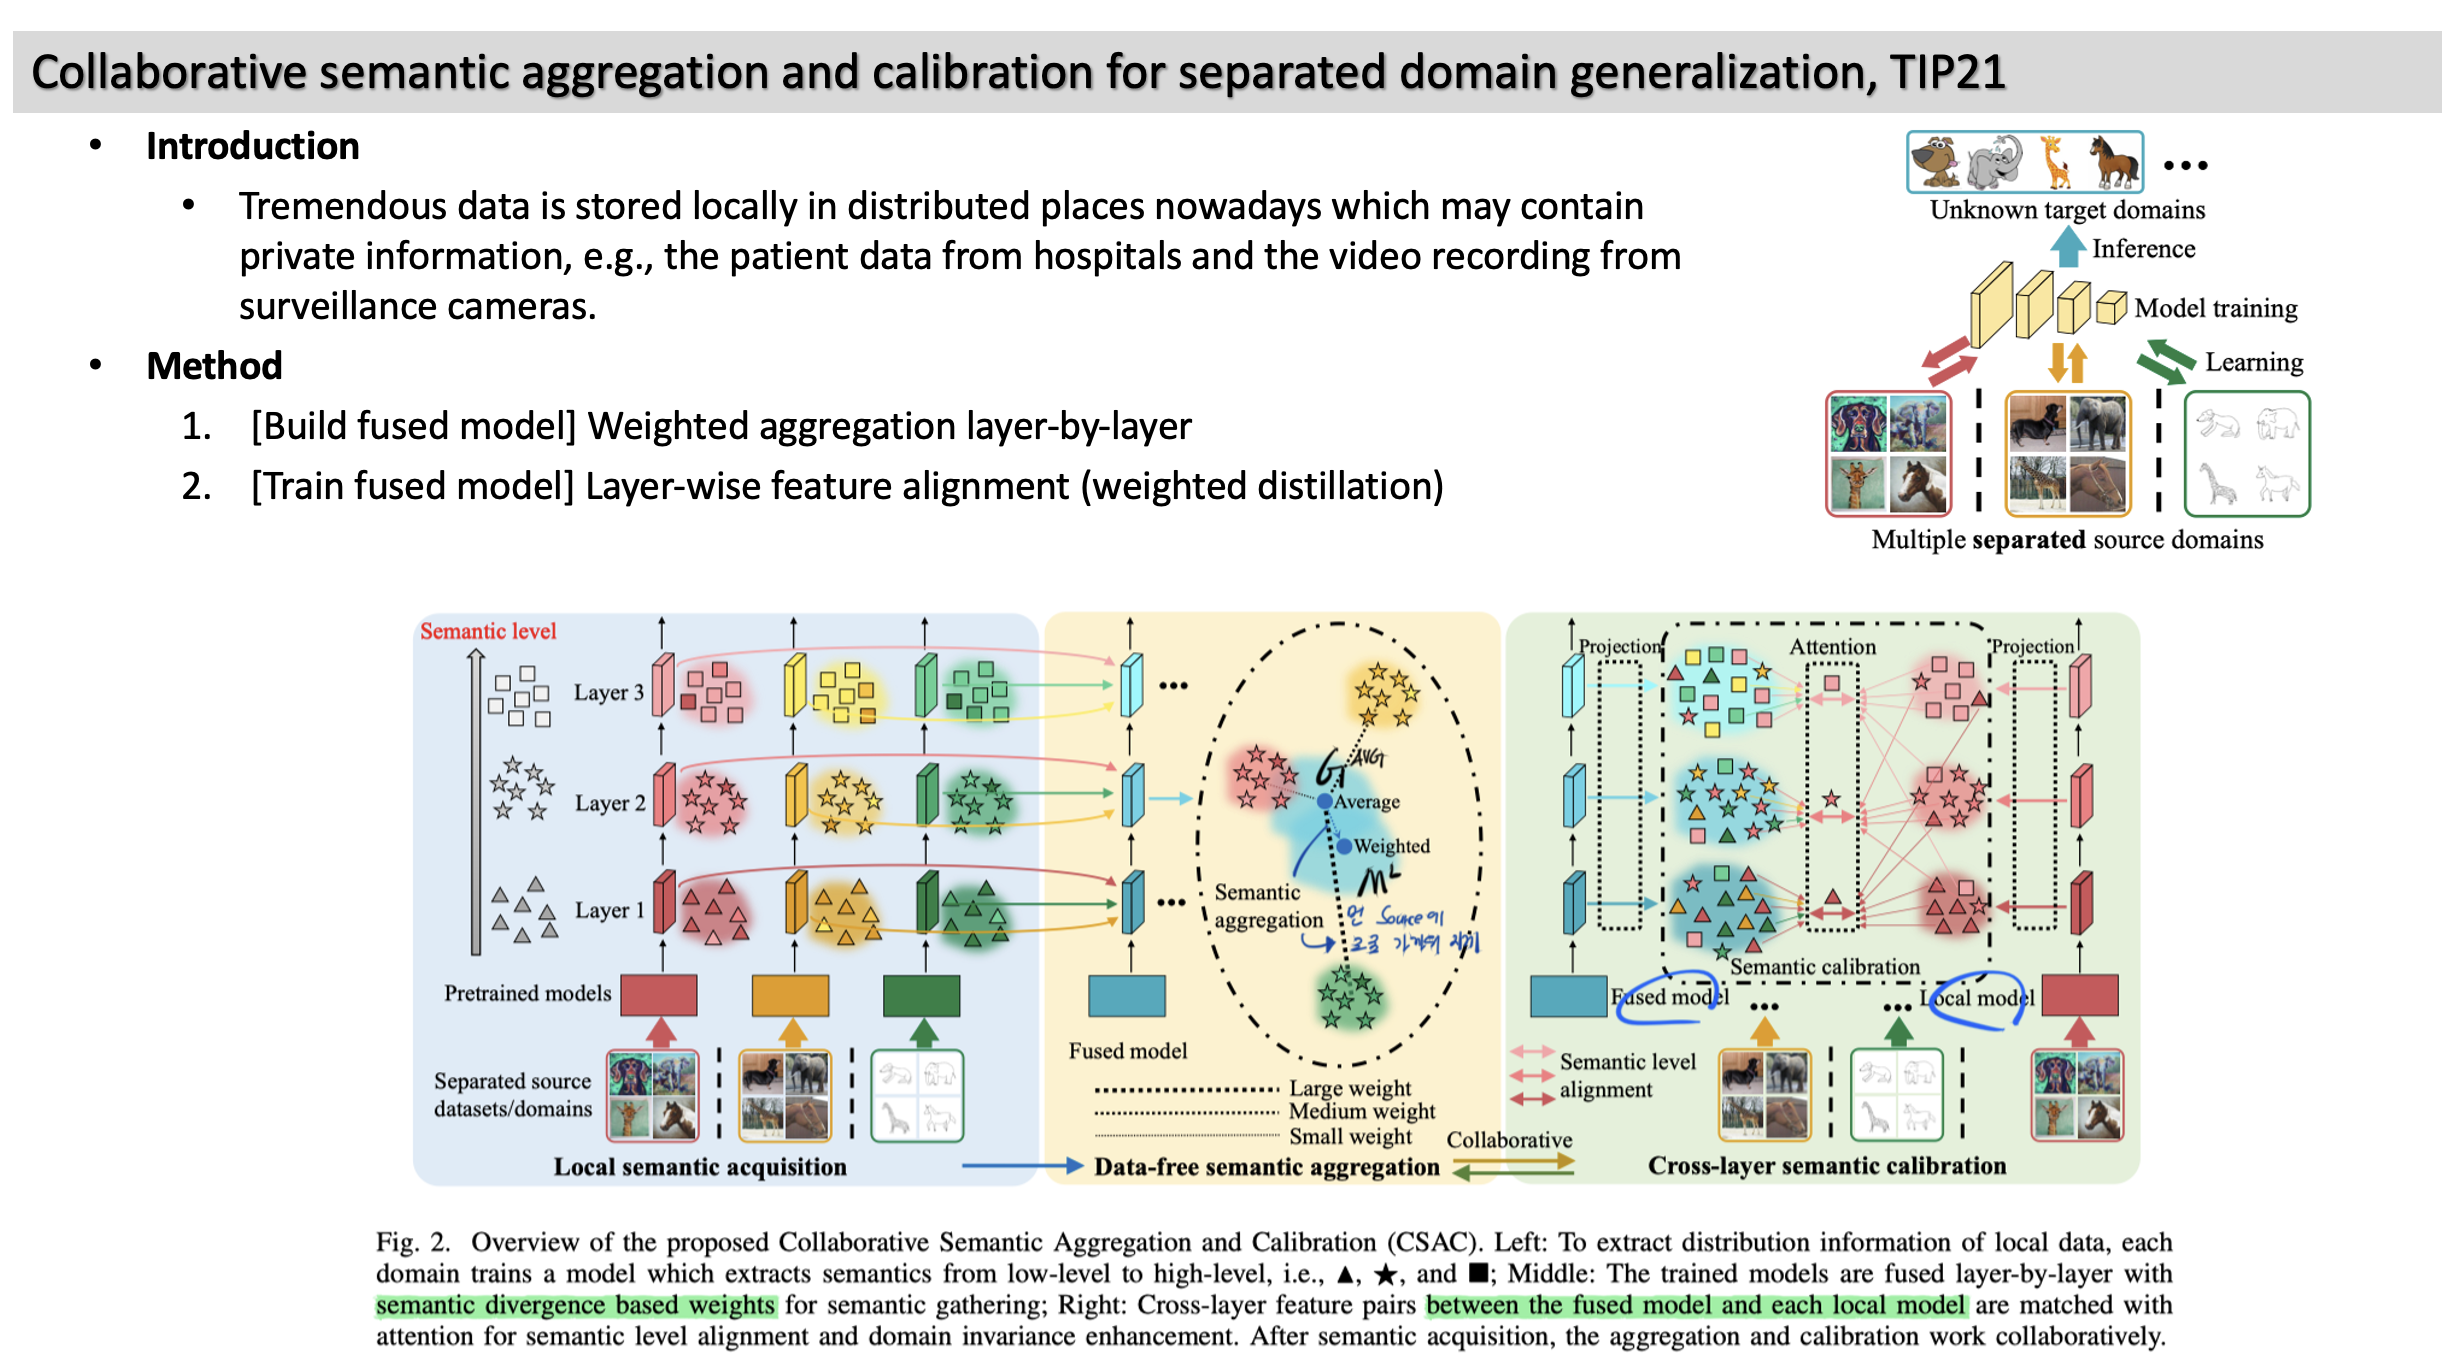 Collaborative semantic aggregation and calibration for separated domain generalization, TIP21
• Introduction
• Tremendous data is stored locally in distributed places nowadays which may contain
private information, e.g., the patient data from hospitals and the video recording from
surveillance cameras.
• Method
1. [Build fused model] Weighted aggregation layer-by-layer
2. [Train fused model] Layer-wise feature alignment (weighted distillation)
Unknown target domains
Inference
Model training
Learning
Multiple separated source domains
Semantic level
Layer 3
Layer 2
Layer 1
Pretrained models
Separated source
datasets/domains
Local semantic acquisition
AVG
Average
Weighted
Semantic
aggregation
먼 Source에
Fused model
Large weight
Medium weight
Small weight
Data-free semantic aggregation
Collaborative
Projection
Attention
Projection
Semantic calibration
Fused model
Local model
Semantic level
alignment
Cross-layer semantic calibration
Fig. 2. Overview of the proposed Collaborative Semantic Aggregation and Calibration (CSAC). Left: To extract distribution information of local data, each
domain trains a model which extracts semantics from low-level to high-level, i.e., ▲, ★, and ■; Middle: The trained models are fused layer-by-layer with
semantic divergence based weights for semantic gathering; Right: Cross-layer feature pairs between the fused model and each local model are matched with
attention for semantic level alignment and domain invariance enhancement. After semantic acquisition, the aggregation and calibration work collaboratively.